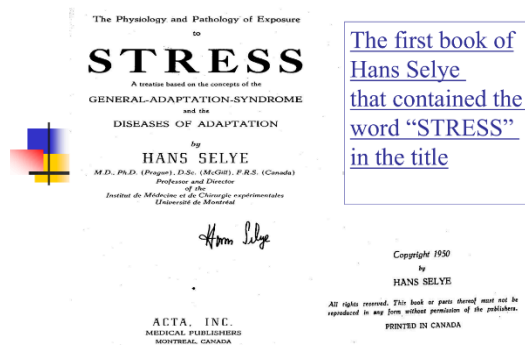 The Physiology and Pathology of Exposure
to
STRESS
A treatise based on the concepts of the
GENERAL-ADAPTATION-SYNDROME
and the
DISEASES OF ADAPTATION
by
HANS SELYE
M.D., Ph.D. (Prague), D.Sc. (McGill), F.R.S. (Canada)
Professor and Director
of the
Institut de Médecine et de Chirurgie expérimentales
Université de Montréal
Hans Selye
ACTA, INC.
MEDICAL PUBLISHERS
MONTREAL, CANADA
The first book of
Hans Selye
that contained the
word “STRESS”
in the title
Copyright 1950
by
HANS SELYE
All rights reserved. This book or parts thereof must not be
reproduced in any form without permission of the publishers.
PRINTED IN CANADA